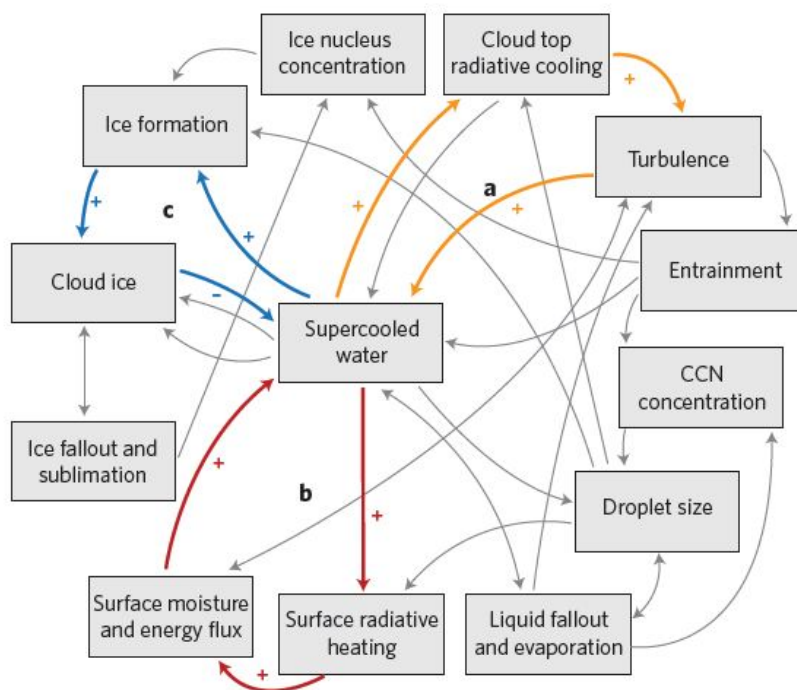 Ice nucleus
concentration
Cloud top
radiative cooling
+
Ice formation
Turbulence
+
c
+
+
a
+
Cloud ice
Entrainment
-
Supercooled
water
CCN
concentration
Ice fallout and
sublimation
+
b
+
Droplet size
Surface moisture
and energy flux
Surface radiative
heating
Liquid fallout
and evaporation
+